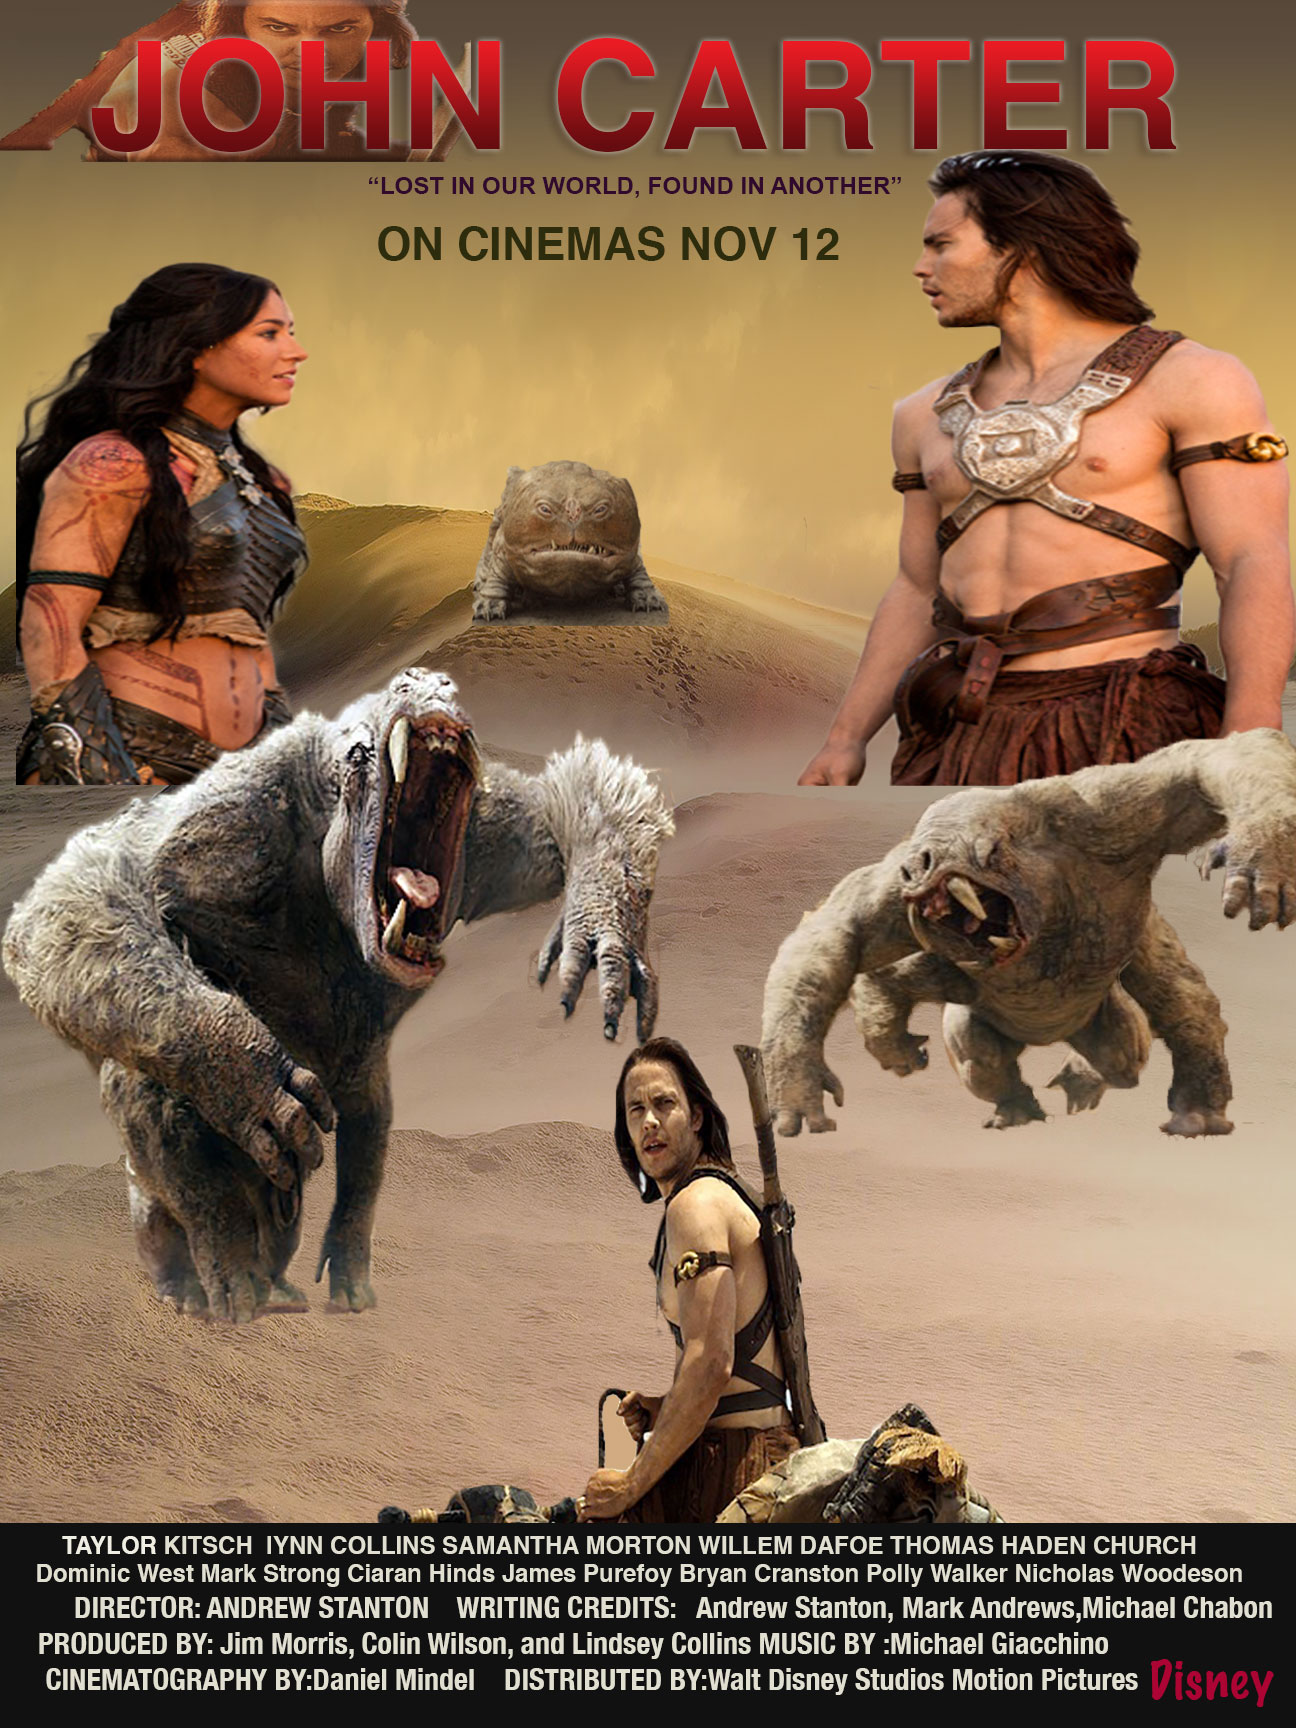 JOHN CARTER
“LOST IN OUR WORLD, FOUND IN ANOTHER”
ON CINEMAS NOV 12
TAYLOR KITSCH IYNN COLLINS SAMANTHA MORTON WILLEM DAFOE THOMAS HADEN CHURCH
Dominic West Mark Strong Ciaran Hinds James Purefoy Bryan Cranston Polly Walker Nicholas Woodeson
DIRECTOR: ANDREW STANTON WRITING CREDITS: Andrew Stanton, Mark Andrews,Michael Chabon
PRODUCED BY: Jim Morris, Colin Wilson, and Lindsey Collins MUSIC BY :Michael Giacchino
CINEMATOGRAPHY BY:Daniel Mindel DISTRIBUTED BY:Walt Disney Studios Motion Pictures Disney